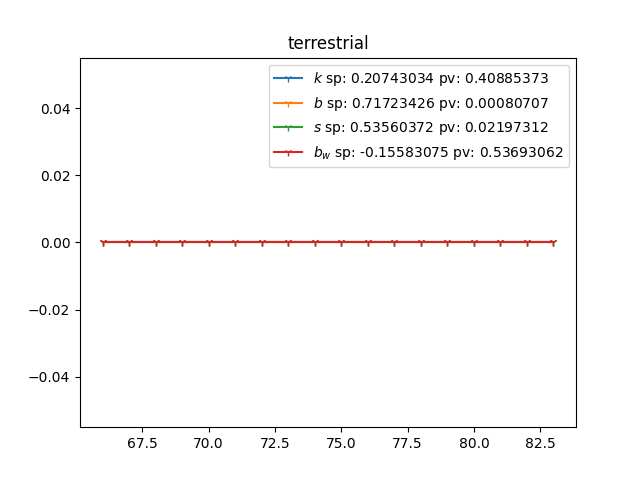 terrestrial
k sp: 0.20743034 pv: 0.40885373
b sp: 0.71723426 pv: 0.00080707
s sp: 0.53560372 pv: 0.02197312
b_w sp: -0.15583075 pv: 0.53693062
0.04
0.02
0.00
−0.02
−0.04
67.5 70.0 72.5 75.0 77.5 80.0 82.5